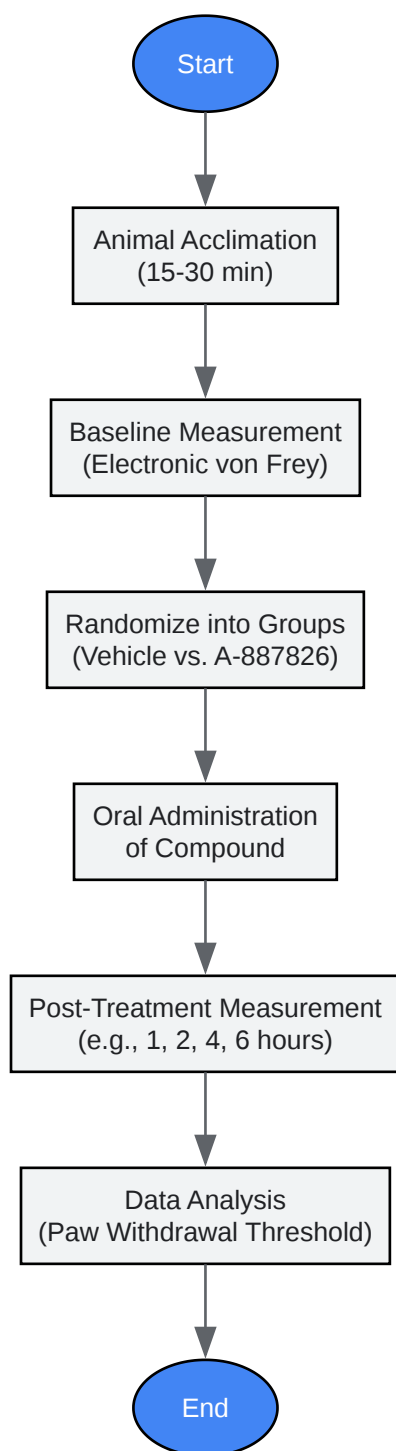 Start
Animal Acclimation
(15-30 min)
Baseline Measurement
(Electronic von Frey)
Randomize into Groups
(Vehicle vs. A-887826)
Oral Administration
of Compound
Post-Treatment Measurement
(e.g., 1, 2, 4, 6 hours)
Data Analysis
(Paw Withdrawal Threshold)
End